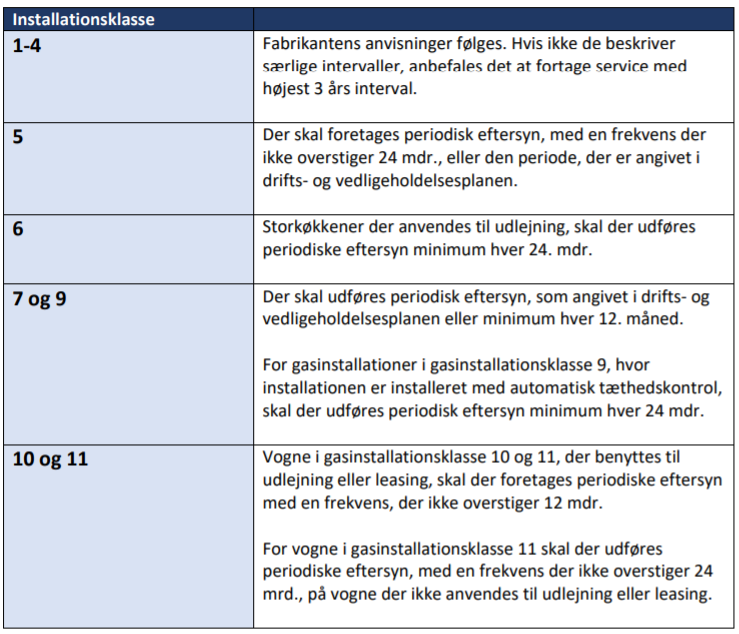 Installationsklasse
1-4
Fabrikantens anvisninger følges. Hvis ikke de beskriver
særlige intervaller, anbefales det at fortage service med
højest 3 års interval.
5
Der skal foretages periodisk eftersyn, med en frekvens der
ikke overstiger 24 mdr., eller den periode, der er angivet i
drifts- og vedligeholdelsesplanen.
6
Storkøkkener der anvendes til udlejning, skal der udføres
periodiske eftersyn minimum hver 24. mdr.
7 og 9
Der skal udføres periodisk eftersyn, som angivet i drifts- og
vedligeholdelsesplanen eller minimum hver 12. måned.
For gasinstallationer i gasinstallationsklasse 9, hvor
installationen er installeret med automatisk tæthedskontrol,
skal der udføres periodisk eftersyn minimum hver 24 mdr.
10 og 11
Vogne i gasinstallationsklasse 10 og 11, der benyttes til
udlejning eller leasing, skal der foretages periodiske eftersyn
med en frekvens, der ikke overstiger 12 mdr.
For vogne i gasinstallationsklasse 11 skal der udføres
periodiske eftersyn, med en frekvens der ikke overstiger 24
mrd., på vogne der ikke anvendes til udlejning eller leasing.